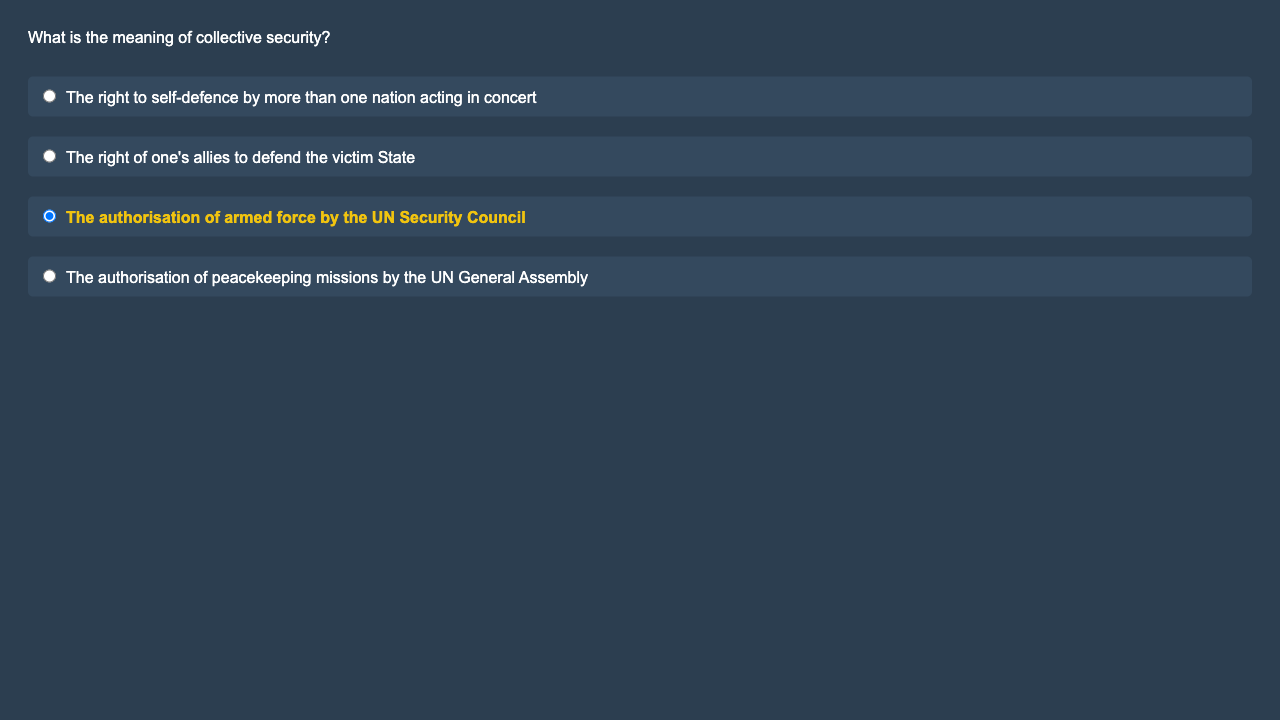 What is the meaning of collective security?
The right to self-defence by more than one nation acting in concert
The right of one's allies to defend the victim State
The authorisation of armed force by the UN Security Council
The authorisation of peacekeeping missions by the UN General Assembly